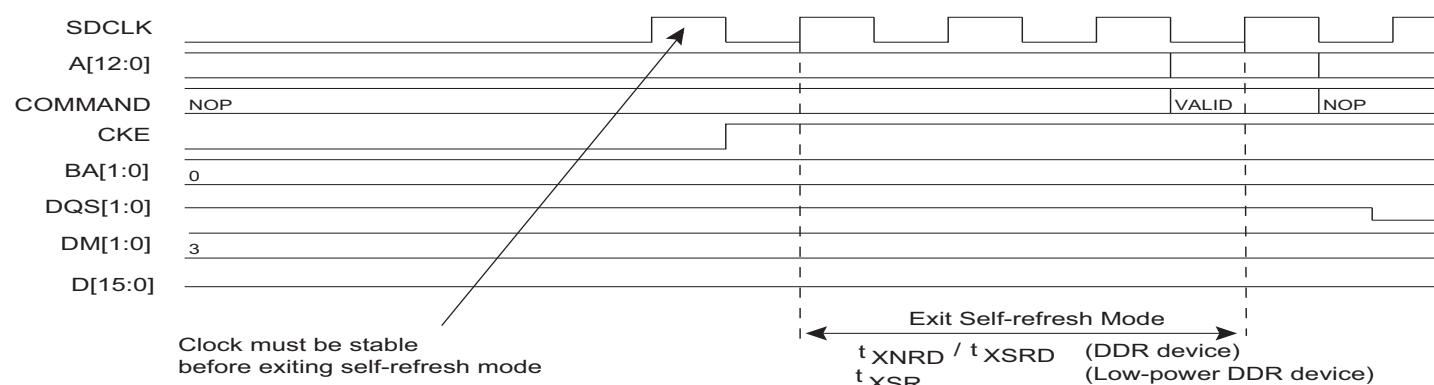 SDCLK
A[12:0]
COMMAND NOP VALID NOP
CKE
BA[1:0] 0
DQS[1:0]
DM[1:0] 3
D[15:0]
Exit Self-refresh Mode
Clock must be stable
before exiting self-refresh mode
t XNRD / t XSRD (DDR device)
t XSR (Low-power DDR device)